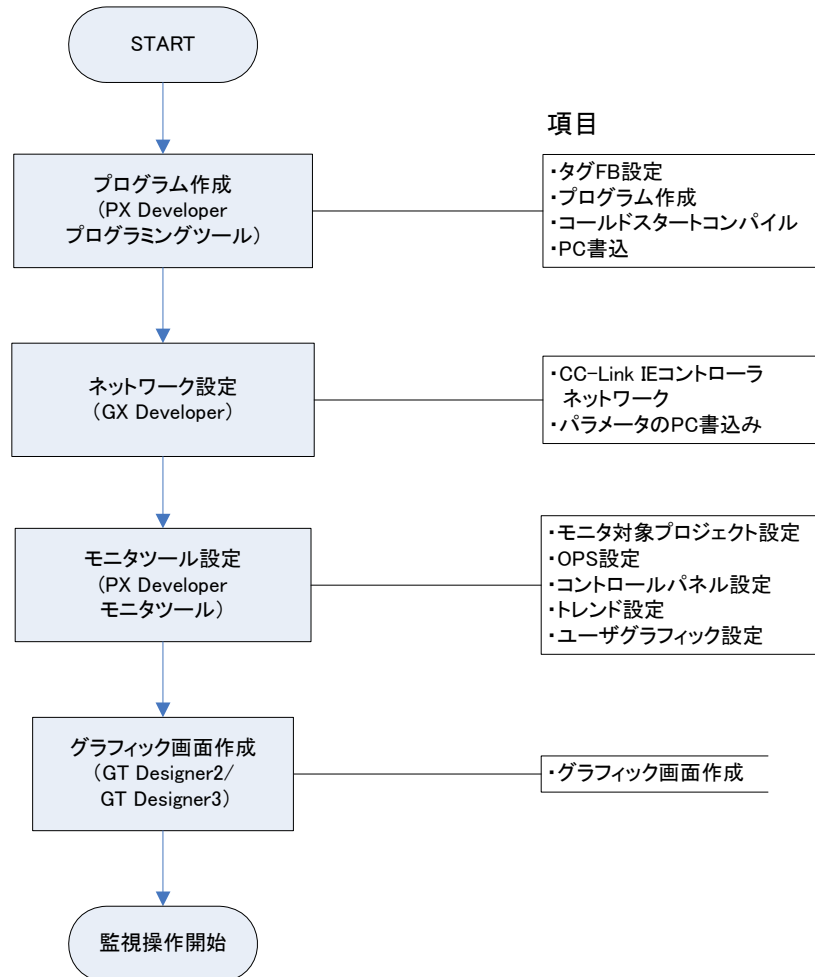 START
項目
プログラム作成
(PX Developer
プログラミングツール)
・タグFB設定
・プログラム作成
・コールドスタートコンパイル
・PC書込
ネットワーク設定
(GX Developer)
・CC-Link IEコントローラ
ネットワーク
・パラメータのPC書込み
モニタツール設定
(PX Developer
モニタツール)
・モニタ対象プロジェクト設定
・OPS設定
・コントロールパネル設定
・トレンド設定
・ユーザグラフィック設定
グラフィック画面作成
(GT Designer2/
GT Designer3)
・グラフィック画面作成
監視操作開始